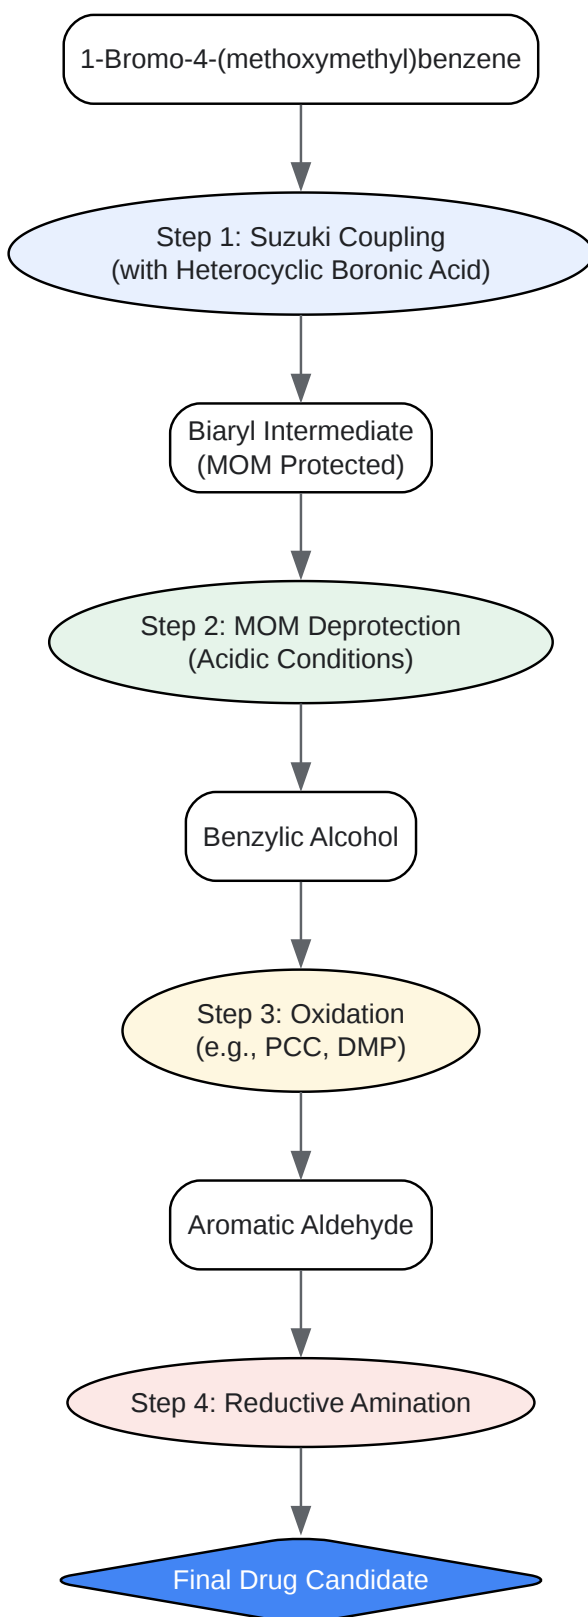 1-Bromo-4-(methoxymethyl)benzene
Step 1: Suzuki Coupling
(with Heterocyclic Boronic Acid)
Biaryl Intermediate
(MOM Protected)
Step 2: MOM Deprotection
(Acidic Conditions)
Benzylic Alcohol
Step 3: Oxidation
(e.g., PCC, DMP)
Aromatic Aldehyde
Step 4: Reductive Amination
Final Drug Candidate